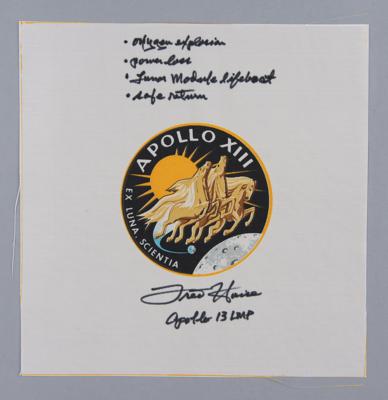 • oxygen explosion
• power loss
• Lunar Module lifeboat
• safe return
APOLLO XIII
EX LUNA, SCIENTIA
Fred Haise
Apollo 13 LMP